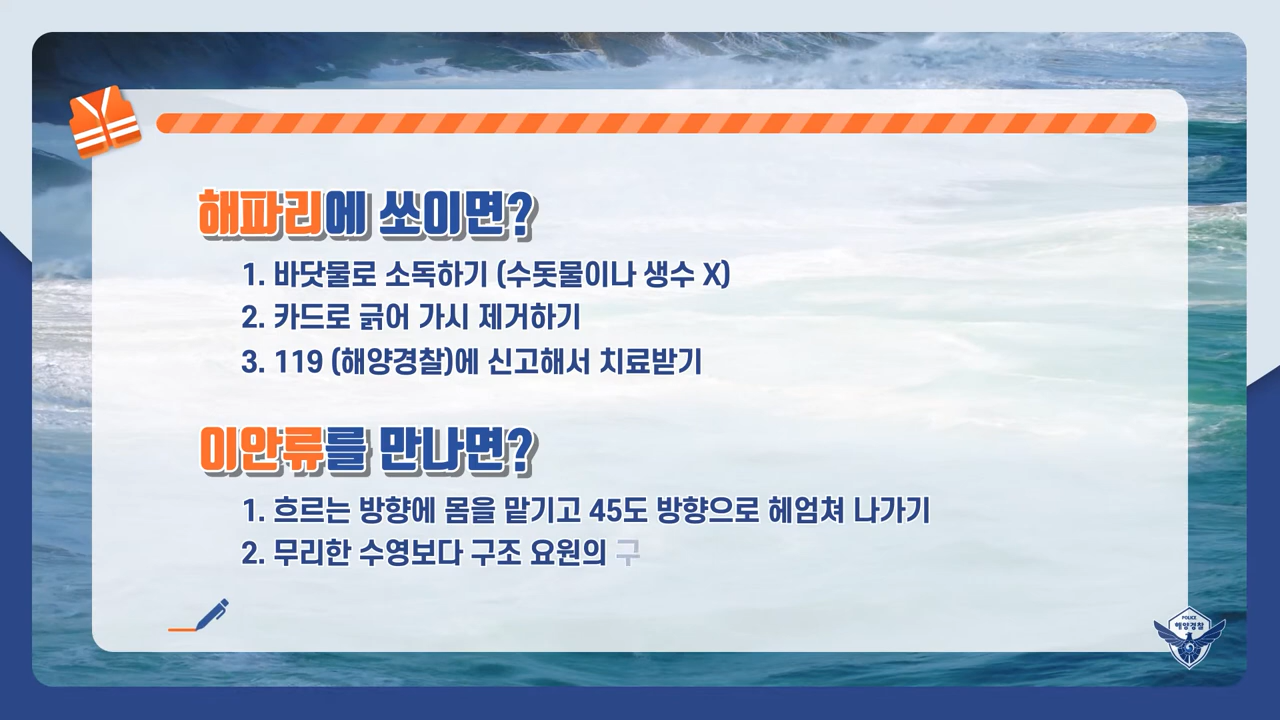 해파리에 쏘이면?
1. 바닷물로 소독하기 (수돗물이나 생수 X)
2. 카드로 긁어 가시 제거하기
3. 119 (해양경찰)에 신고해서 치료받기
이안류를 만나면?
1. 흐르는 방향에 몸을 맡기고 45도 방향으로 헤엄쳐 나가기
2. 무리한 수영보다 구조 요원의 구
POLICE
해양경찰